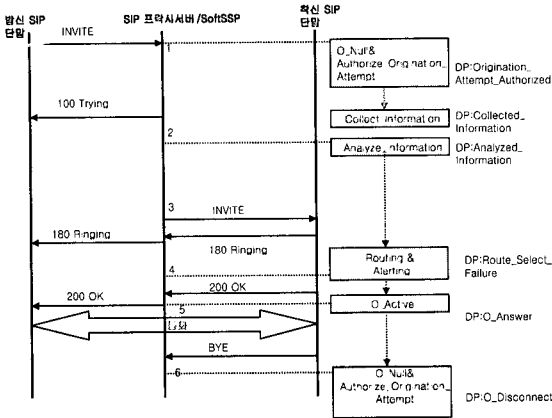 발신 SIP
단말
SIP 프락시서버/SoftSSP
착신 SIP
단말
INVITE
1
O_Null&
Authorize_Origination_
Attempt
DP:Origination_
Attempt_Authorized
100 Trying
Collect_Information
DP:Collected_
Information
2
Analyze_Information
DP:Analyzed_
Information
3
INVITE
180 Ringing
180 Ringing
Routing &
Alerting
DP:Route_Select_
Failure
4
200 OK
200 OK
O_Active
5
DP:O_Answer
통화
BYE
6
O_Null&
Authorize_Origination_
Attempt
DP:O_Disconnect